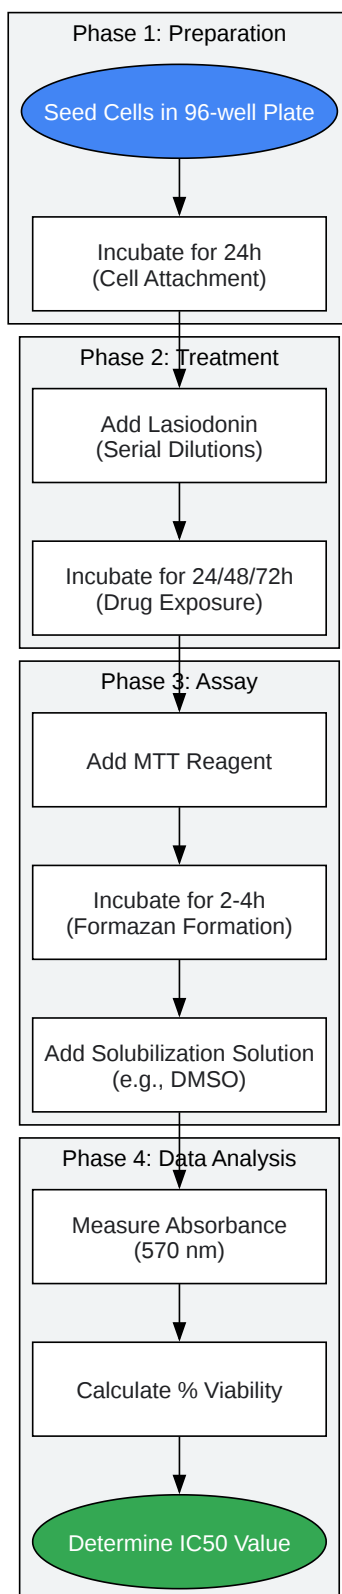 Phase 1: Preparation
Seed Cells in 96-well Plate
Incubate for 24h
(Cell Attachment)
Phase 2: Treatment
Add Lasiodonin
(Serial Dilutions)
Incubate for 24/48/72h
(Drug Exposure)
Phase 3: Assay
Add MTT Reagent
Incubate for 2-4h
(Formazan Formation)
Add Solubilization Solution
(e.g., DMSO)
Phase 4: Data Analysis
Measure Absorbance
(570 nm)
Calculate % Viability
Determine IC50 Value